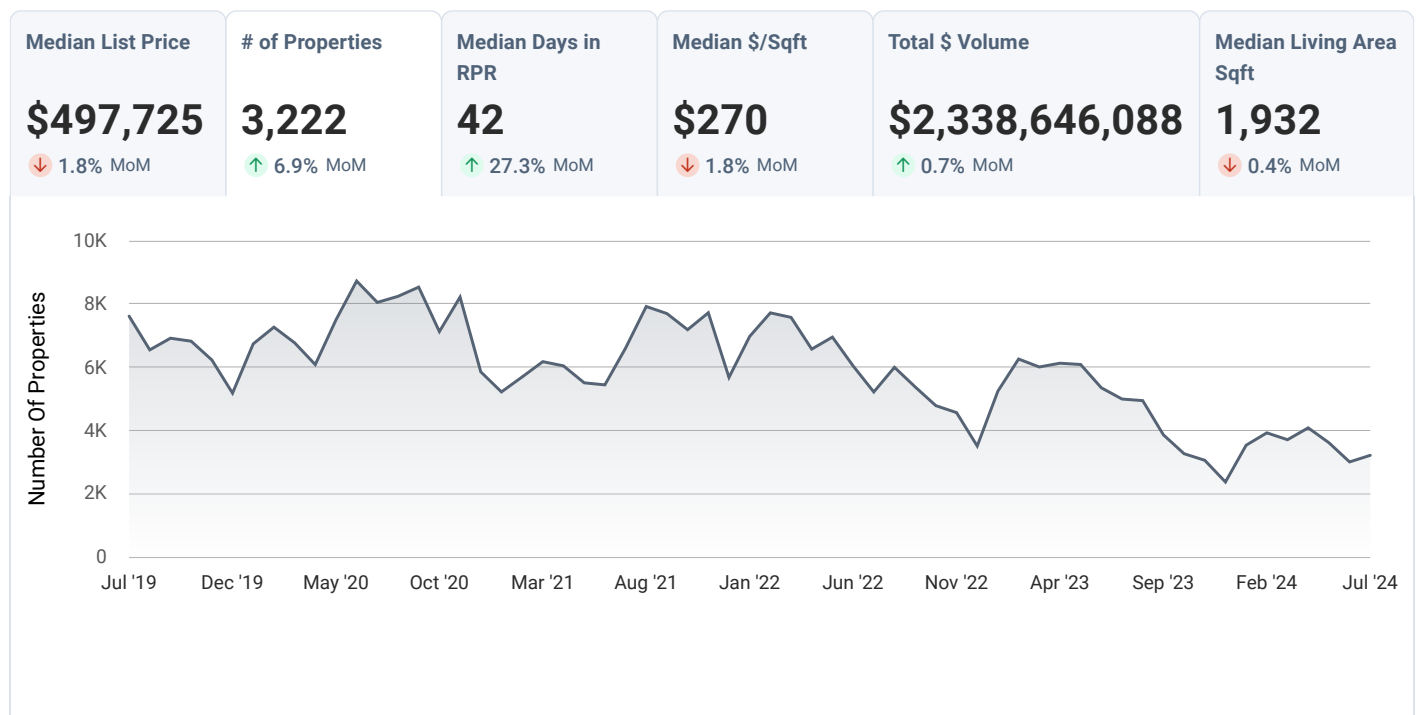 Median List Price
$497,725
1.8% MoM
# of Properties
3,222
6.9% MoM
Median Days in
RPR
42
27.3% MoM
Median $/Sqft
$270
1.8% MoM
Total $ Volume
$2,338,646,088
0.7% MoM
Median Living Area
Sqft
1,932
0.4% MoM
Number Of Properties
10K
8K
6K
4K
2K
0
Jul '19 Dec '19 May '20 Oct '20 Mar '21 Aug '21 Jan '22 Jun '22 Nov '22 Apr '23 Sep '23 Feb '24 Jul '24